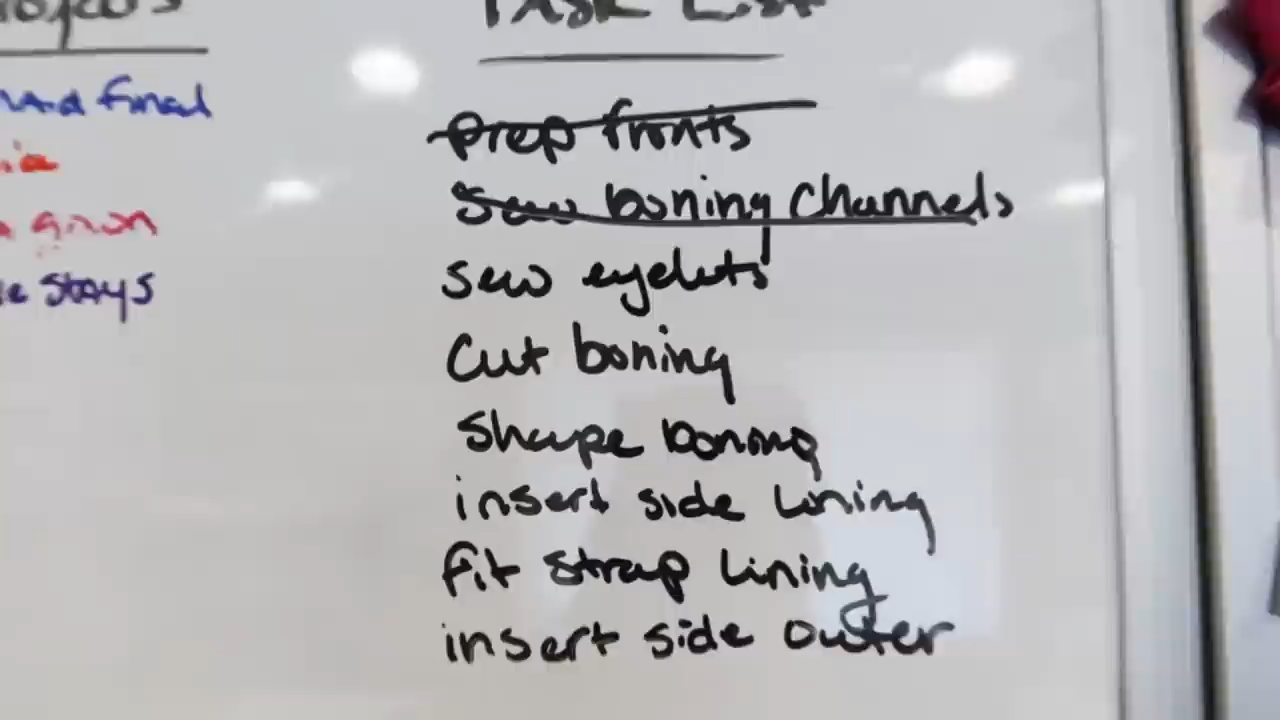 Task List
final
stays
prep fronts
sew boning channels
sew eyelets
cut boning
shape boning
insert side lining
fit strap lining
insert side outer